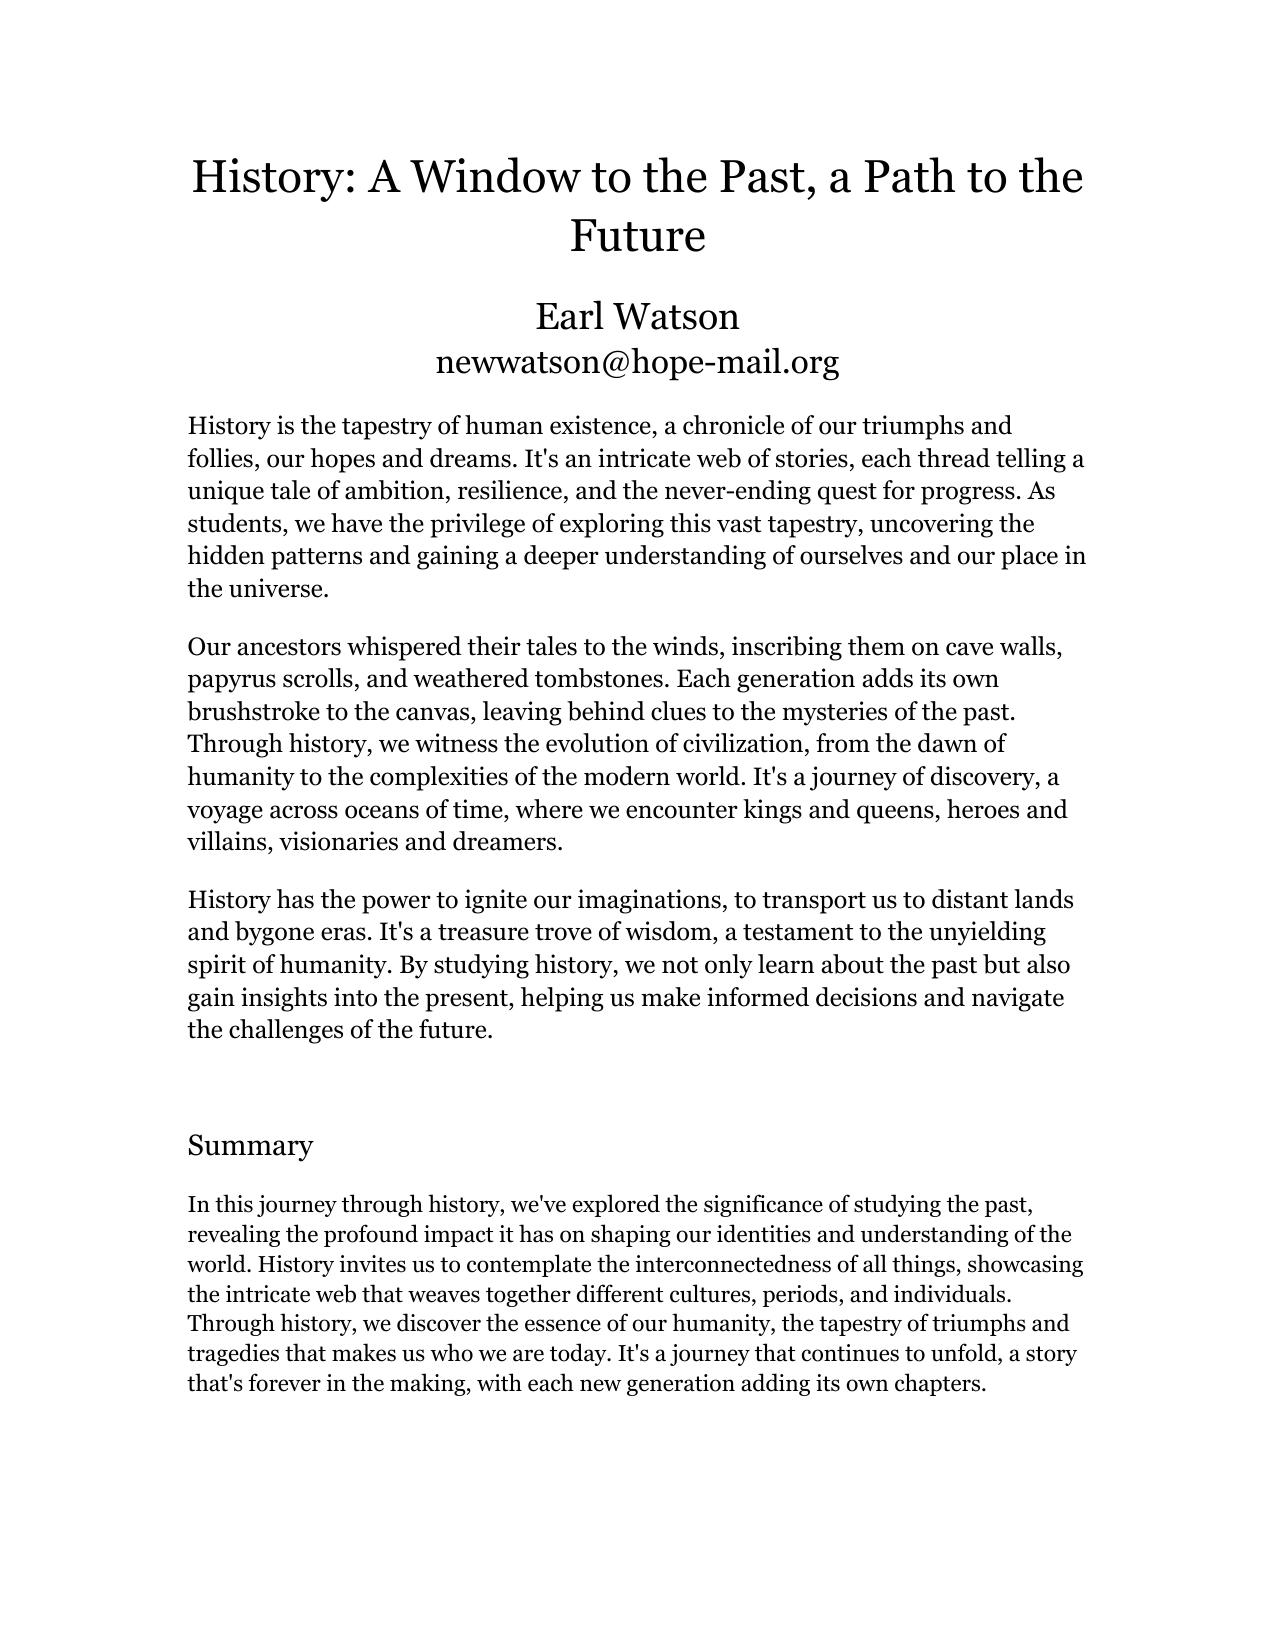 History: A Window to the Past, a Path to the
Future
Earl Watson
newwatson@hope-mail.org
History is the tapestry of human existence, a chronicle of our triumphs and
follies, our hopes and dreams. It's an intricate web of stories, each thread telling a
unique tale of ambition, resilience, and the never-ending quest for progress. As
students, we have the privilege of exploring this vast tapestry, uncovering the
hidden patterns and gaining a deeper understanding of ourselves and our place in
the universe.
Our ancestors whispered their tales to the winds, inscribing them on cave walls,
papyrus scrolls, and weathered tombstones. Each generation adds its own
brushstroke to the canvas, leaving behind clues to the mysteries of the past.
Through history, we witness the evolution of civilization, from the dawn of
humanity to the complexities of the modern world. It's a journey of discovery, a
voyage across oceans of time, where we encounter kings and queens, heroes and
villains, visionaries and dreamers.
History has the power to ignite our imaginations, to transport us to distant lands
and bygone eras. It's a treasure trove of wisdom, a testament to the unyielding
spirit of humanity. By studying history, we not only learn about the past but also
gain insights into the present, helping us make informed decisions and navigate
the challenges of the future.
Summary
In this journey through history, we've explored the significance of studying the past,
revealing the profound impact it has on shaping our identities and understanding of the
world. History invites us to contemplate the interconnectedness of all things, showcasing
the intricate web that weaves together different cultures, periods, and individuals.
Through history, we discover the essence of our humanity, the tapestry of triumphs and
tragedies that makes us who we are today. It's a journey that continues to unfold, a story
that's forever in the making, with each new generation adding its own chapters.